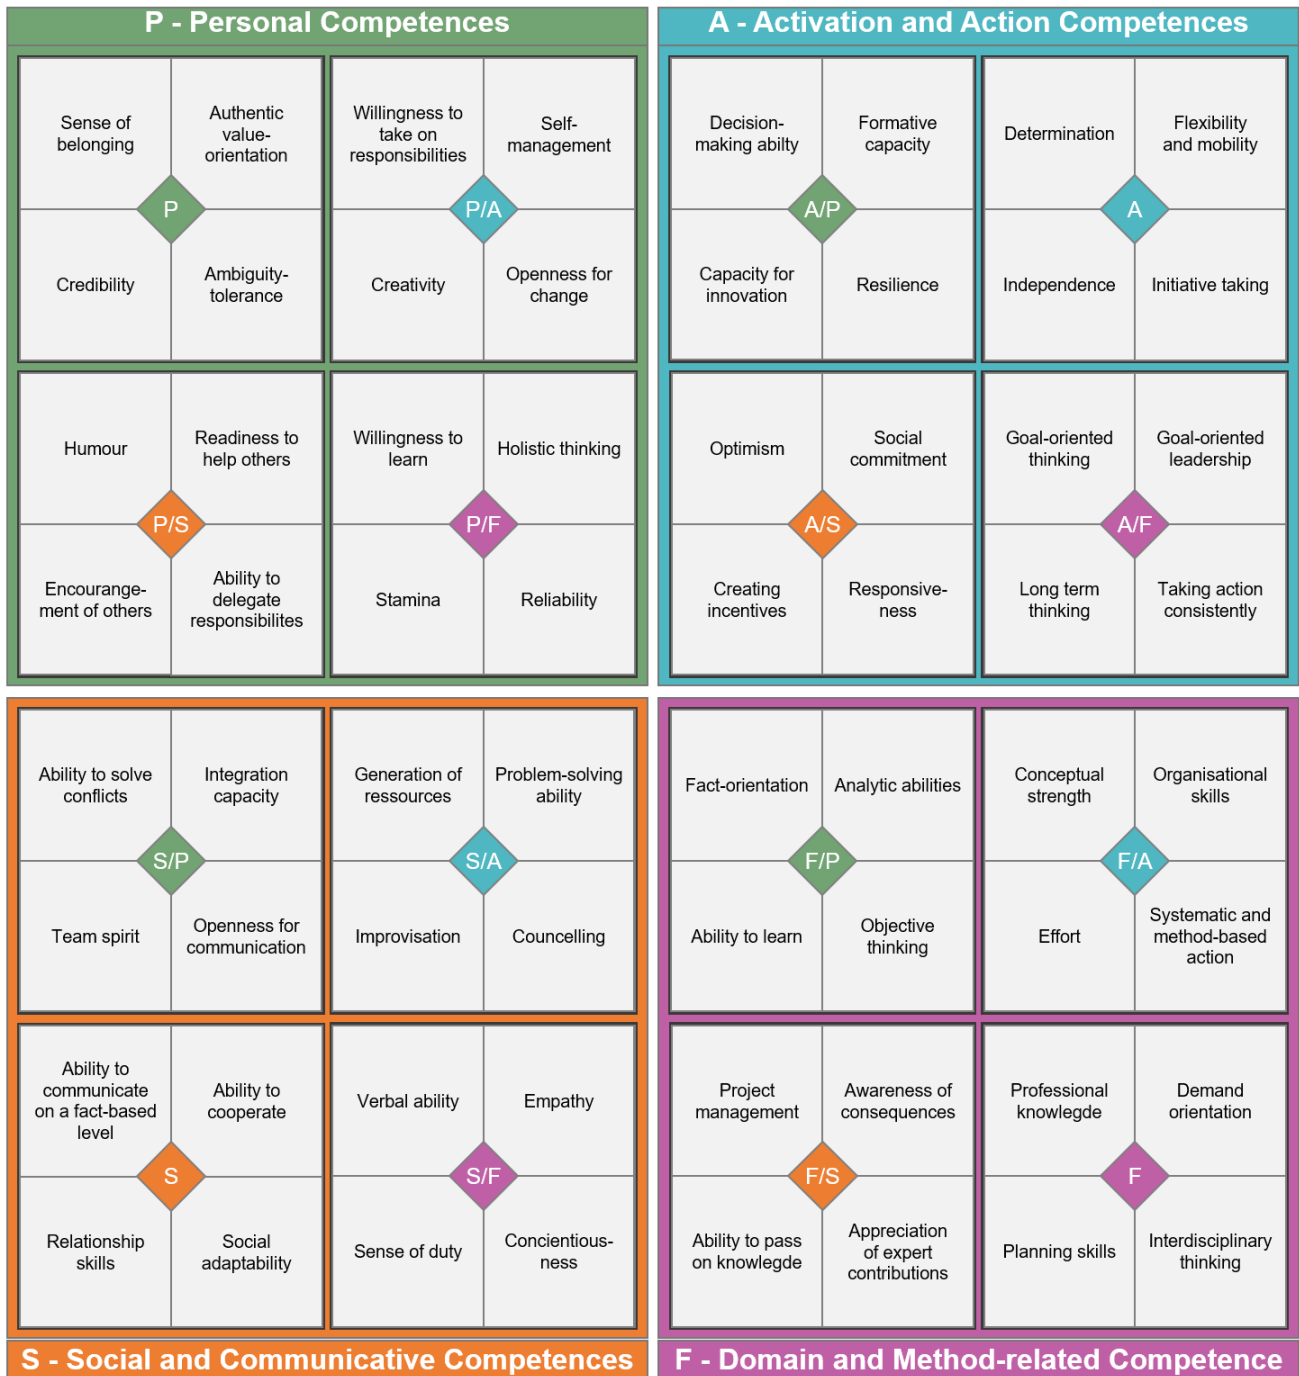 P - Personal Competences
Sense of
belonging
Authentic
value-
orientation
P
Credibility
Ambiguity-
tolerance
Willingness to
take on
responsibilities
Self-
management
P/A
Creativity
Openness for
change
Humour
Readiness to
help others
P/S
Encourange-
ment of others
Ability to
delegate
responsibilites
Willingness to
learn
Holistic thinking
P/F
Stamina
Reliability
A - Activation and Action Competences
Decision-
making abilty
Formative
capacity
A/P
Capacity for
innovation
Resilience
Determination
Flexibility
and mobility
A
Independence
Initiative taking
Optimism
Social
commitment
A/S
Creating
incentives
Responsive-
ness
Goal-oriented
thinking
Goal-oriented
leadership
A/F
Long term
thinking
Taking action
consistently
Ability to solve
conflicts
Integration
capacity
S/P
Team spirit
Openness for
communication
Generation of
ressources
Problem-solving
ability
S/A
Improvisation
Councelling
Ability to
communicate
on a fact-based
level
Ability to
cooperate
S
Relationship
skills
Social
adaptability
Verbal ability
Empathy
S/F
Sense of duty
Concientious-
ness
S - Social and Communicative Competences
Fact-orientation
Analytic abilities
F/P
Ability to learn
Objective
thinking
Conceptual
strength
Organisational
skills
F/A
Effort
Systematic and
method-based
action
Project
management
Awareness of
consequences
F/S
Ability to pass
on knowlegde
Appreciation
of expert
contributions
Professional
knowlegde
Demand
orientation
F
Planning skills
Interdisciplinary
thinking
F - Domain and Method-related Competence